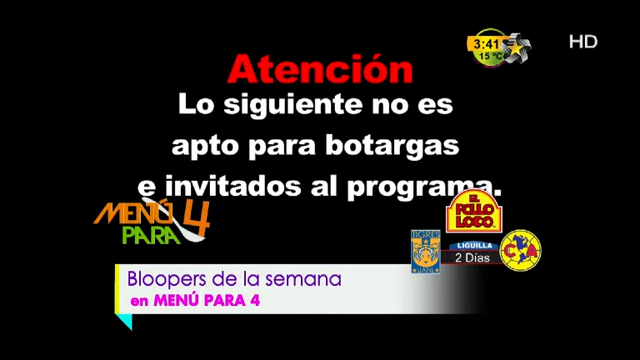 3:41
15 °C
HD
Atención
Lo siguiente no es
apto para botargas
e invitados al programa.
MENÚ
PARA 4
EL
POLLO
LOCO
TIGRES
UANL
LIGUILLA
2 Días
C A
Bloopers de la semana
en MENÚ PARA 4